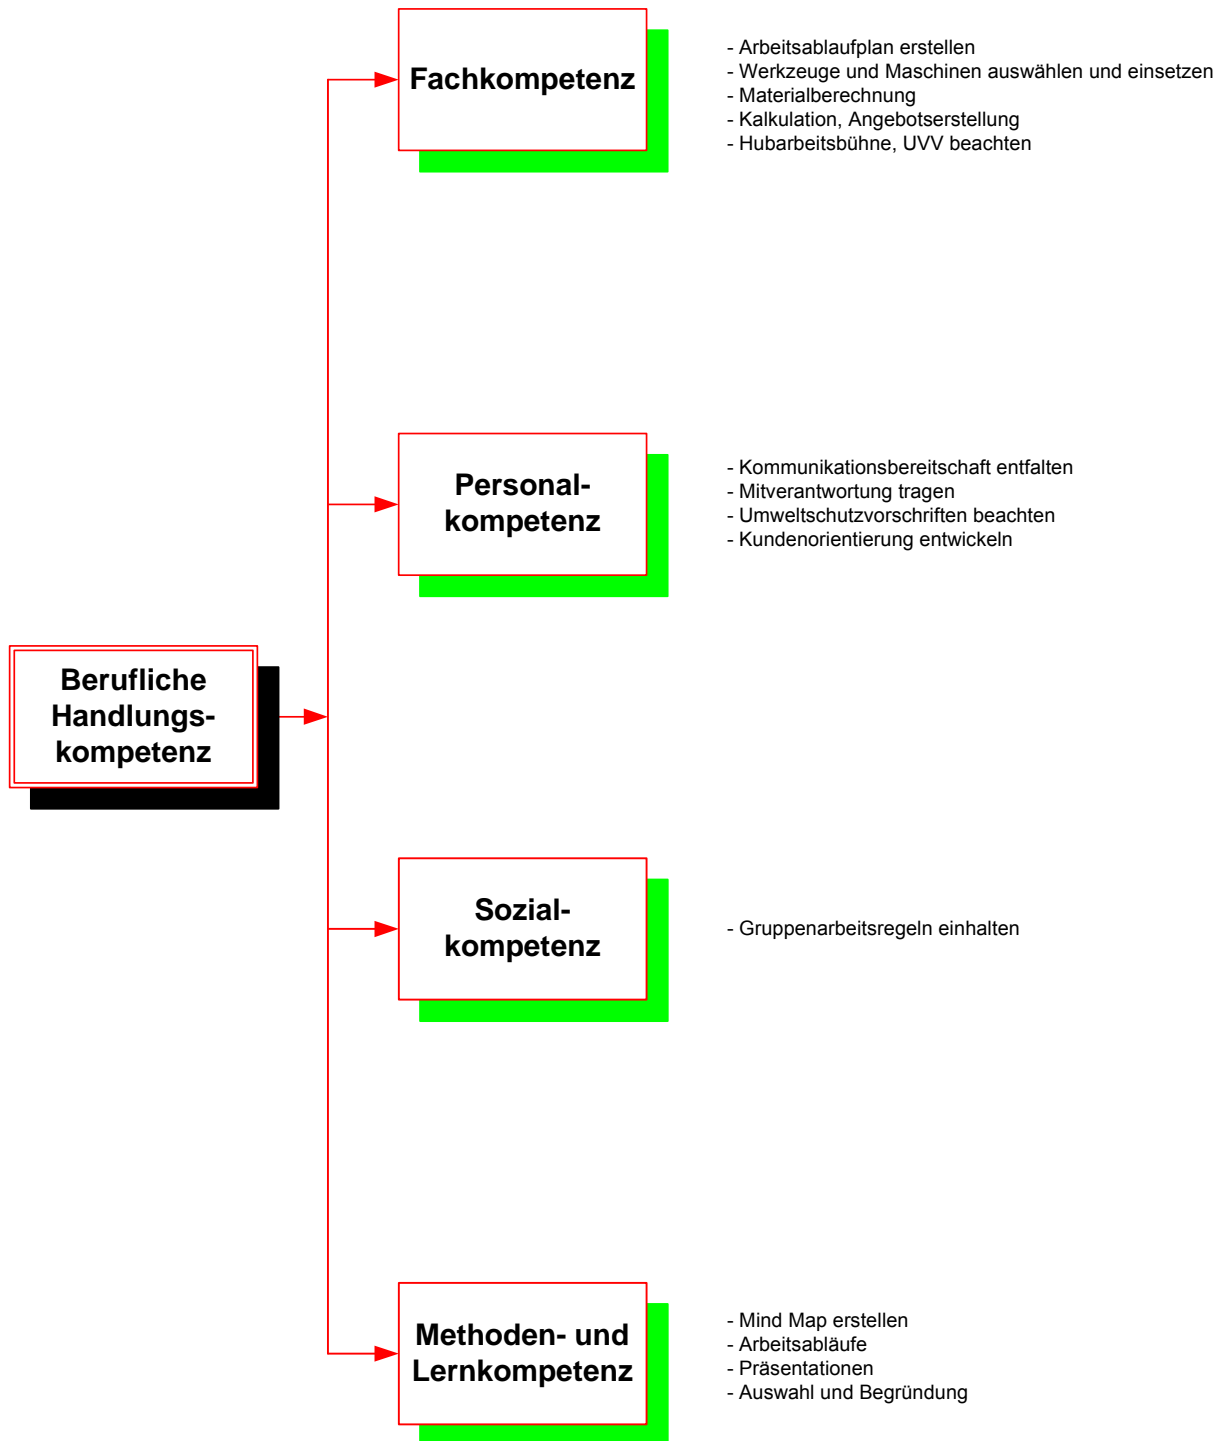 Fachkompetenz
- Arbeitsablaufplan erstellen
- Werkzeuge und Maschinen auswählen und einsetzen
- Materialberechnung
- Kalkulation, Angebotserstellung
- Hubarbeitsbühne, UVV beachten
Personal-
kompetenz
- Kommunikationsbereitschaft entfalten
- Mitverantwortung tragen
- Umweltschutzvorschriften beachten
- Kundenorientierung entwickeln
Berufliche
Handlungs-
kompetenz
Sozial-
kompetenz
- Gruppenarbeitsregeln einhalten
Methoden- und
Lernkompetenz
- Mind Map erstellen
- Arbeitsabläufe
- Präsentationen
- Auswahl und Begründung